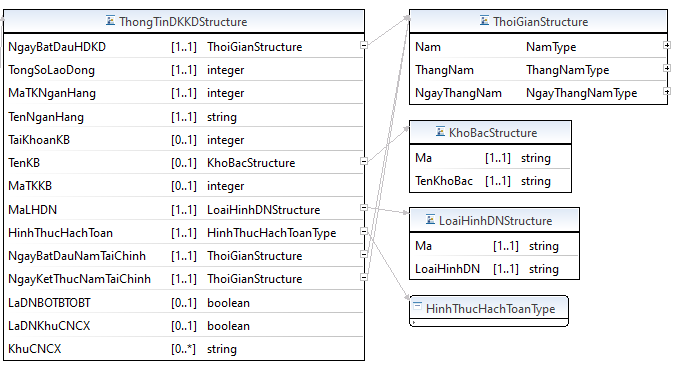 ThongTinDKKDStructure
NgayBatDauHDKD [1..1] ThoiGianStructure
TongSoLaoDong [1..1] integer
MaTKNganHang [1..1] integer
TenNganHang [1..1] string
TaiKhoanKB [0..1] integer
TenKB [0..1] KhoBacStructure
MaTKKB [0..1] integer
MaLHDN [1..1] LoaiHinhDNStructure
HinhThucHachToan [1..1] HinhThucHachToanType
NgayBatDauNamTaiChinh [1..1] ThoiGianStructure
NgayKetThucNamTaiChinh [1..1] ThoiGianStructure
LaDNBOTBTOBT [0..1] boolean
LaDNKhuCNCX [0..1] boolean
KhuCNCX [0..*] string
ThoiGianStructure
Nam NamType
ThangNam ThangNamType
NgayThangNam NgayThangNamType
KhoBacStructure
Ma [1..1] string
TenKhoBac [1..1] string
LoaiHinhDNStructure
Ma [1..1] string
LoaiHinhDN [1..1] string
HinhThucHachToanType